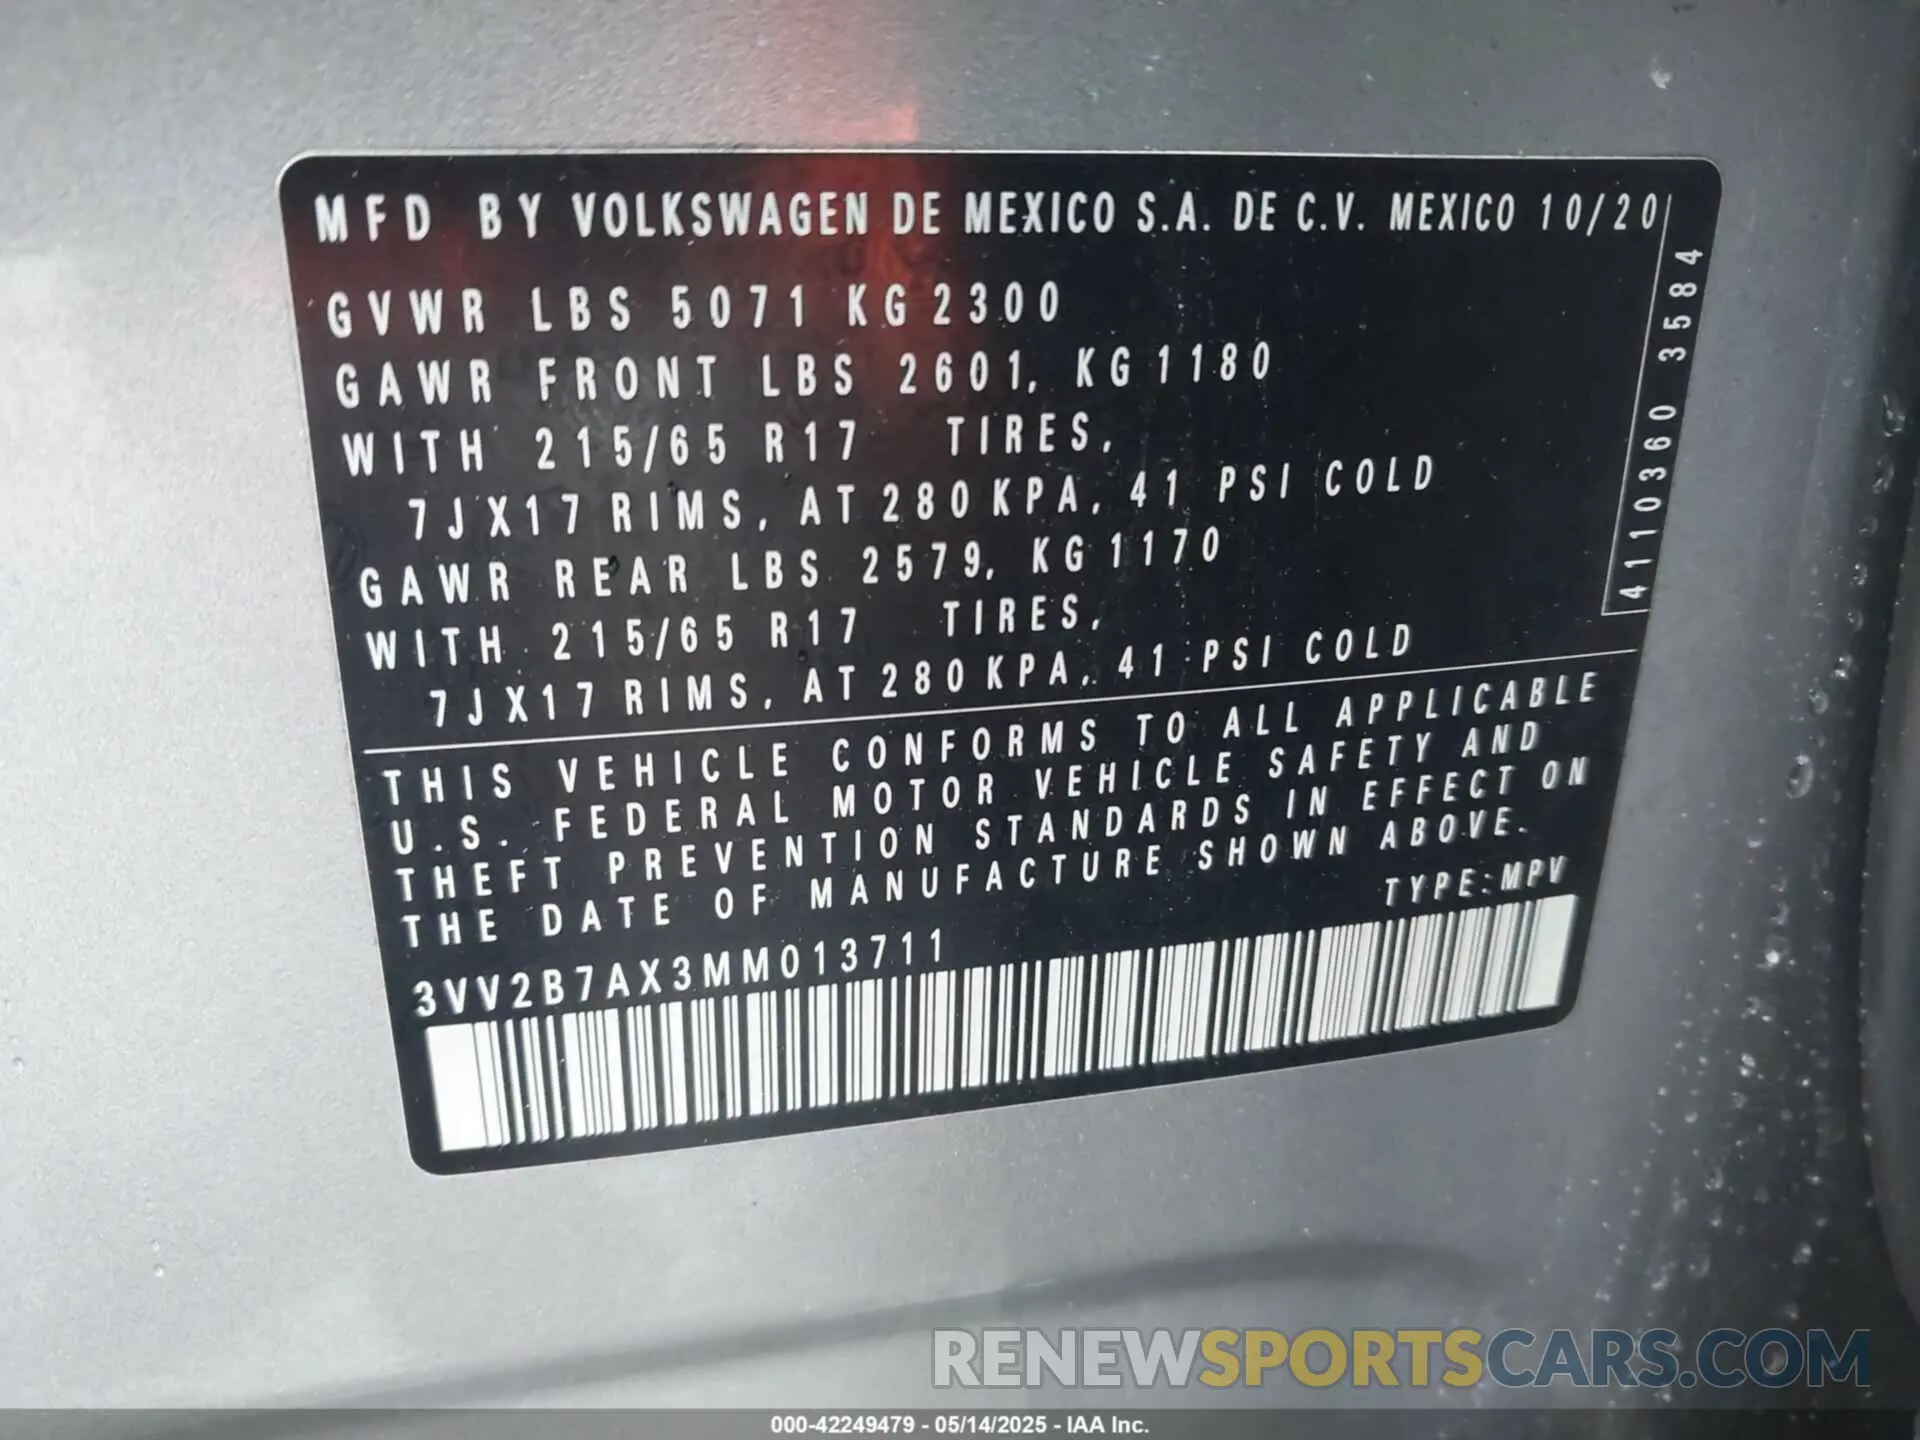 MFD BY VOLKSWAGEN DE MEXICO S.A. DE C.V. MEXICO 10/20
GVWR LBS 5071 KG 2300
GAWR FRONT LBS 2601, KG 1180
WITH 215/65 R17 TIRES,
7JX17 RIMS, AT 280 KPA, 41 PSI COLD
GAWR REAR LBS 2579, KG 1170
WITH 215/65 R17 TIRES,
7JX17 RIMS, AT 280 KPA, 41 PSI COLD
4110360 3584
THIS VEHICLE CONFORMS TO ALL APPLICABLE
U.S. FEDERAL MOTOR VEHICLE SAFETY AND
THEFT PREVENTION STANDARDS IN EFFECT ON
THE DATE OF MANUFACTURE SHOWN ABOVE.
TYPE:MPV
3VV2B7AX3MM013711
RENEWSPORTSCARS.COM
000-42249479 - 05/14/2025 - IAA Inc.